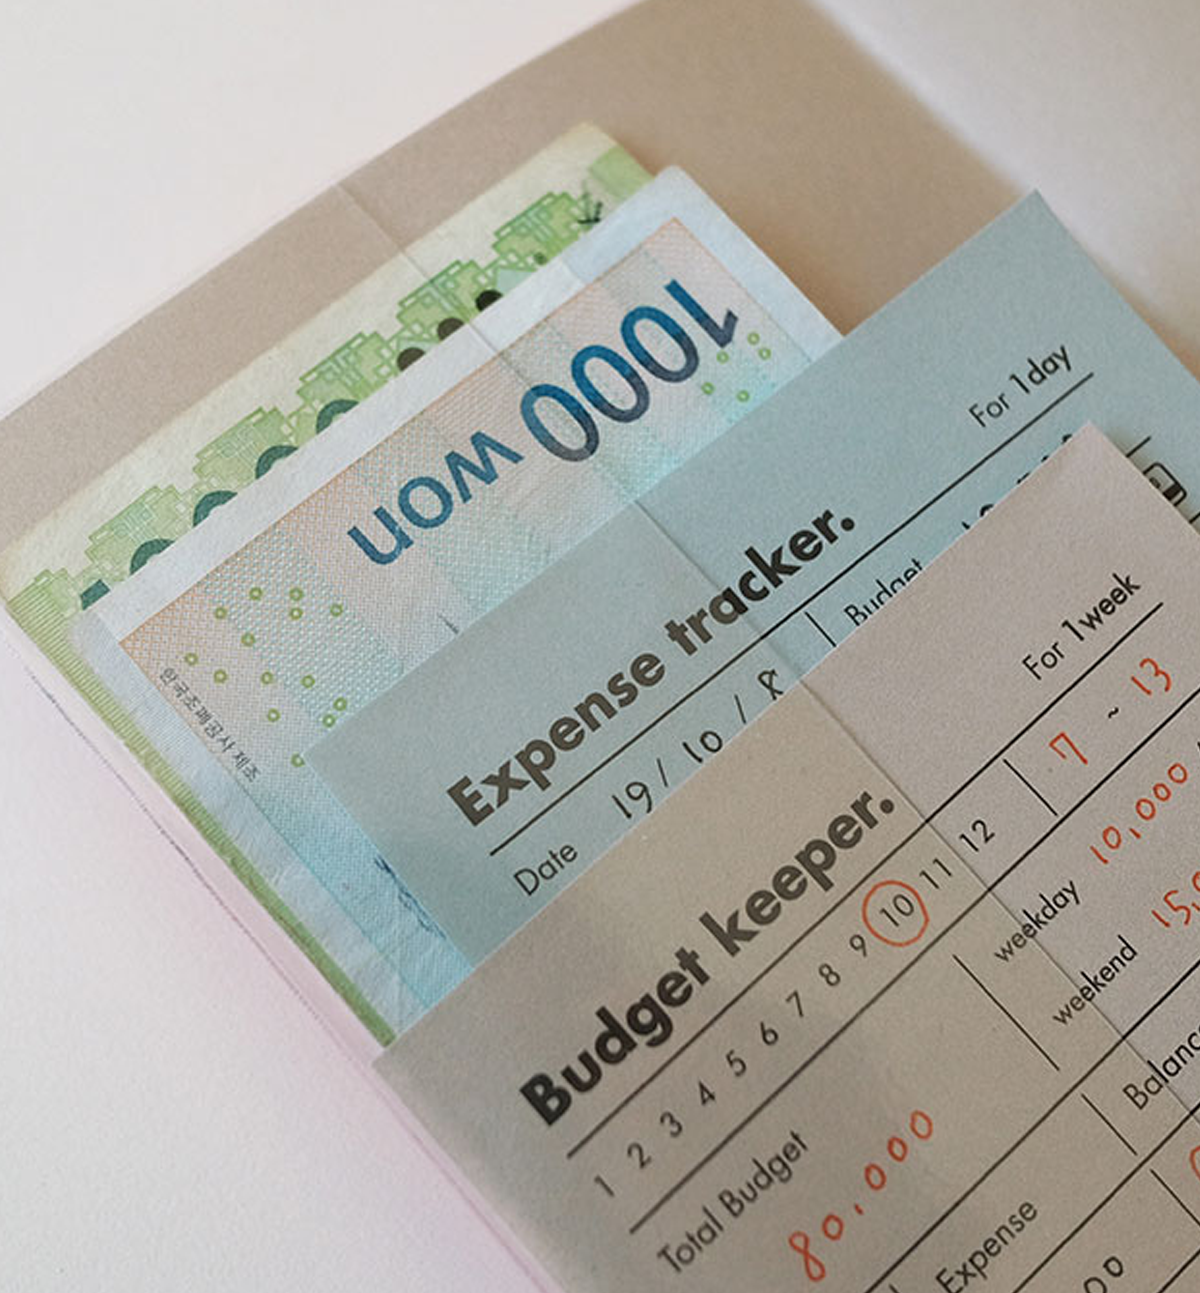 1000 won
한국조폐공사 제조
Expense tracker.
For 1day
Date 19 / 10 / 8
Budget
Budget keeper.
For 1week
1 2 3 4 5 6 7 8 9 10 11 12
7 ~ 13
Total Budget
80,000
weekday 10,000
weekend
Expense
Balance